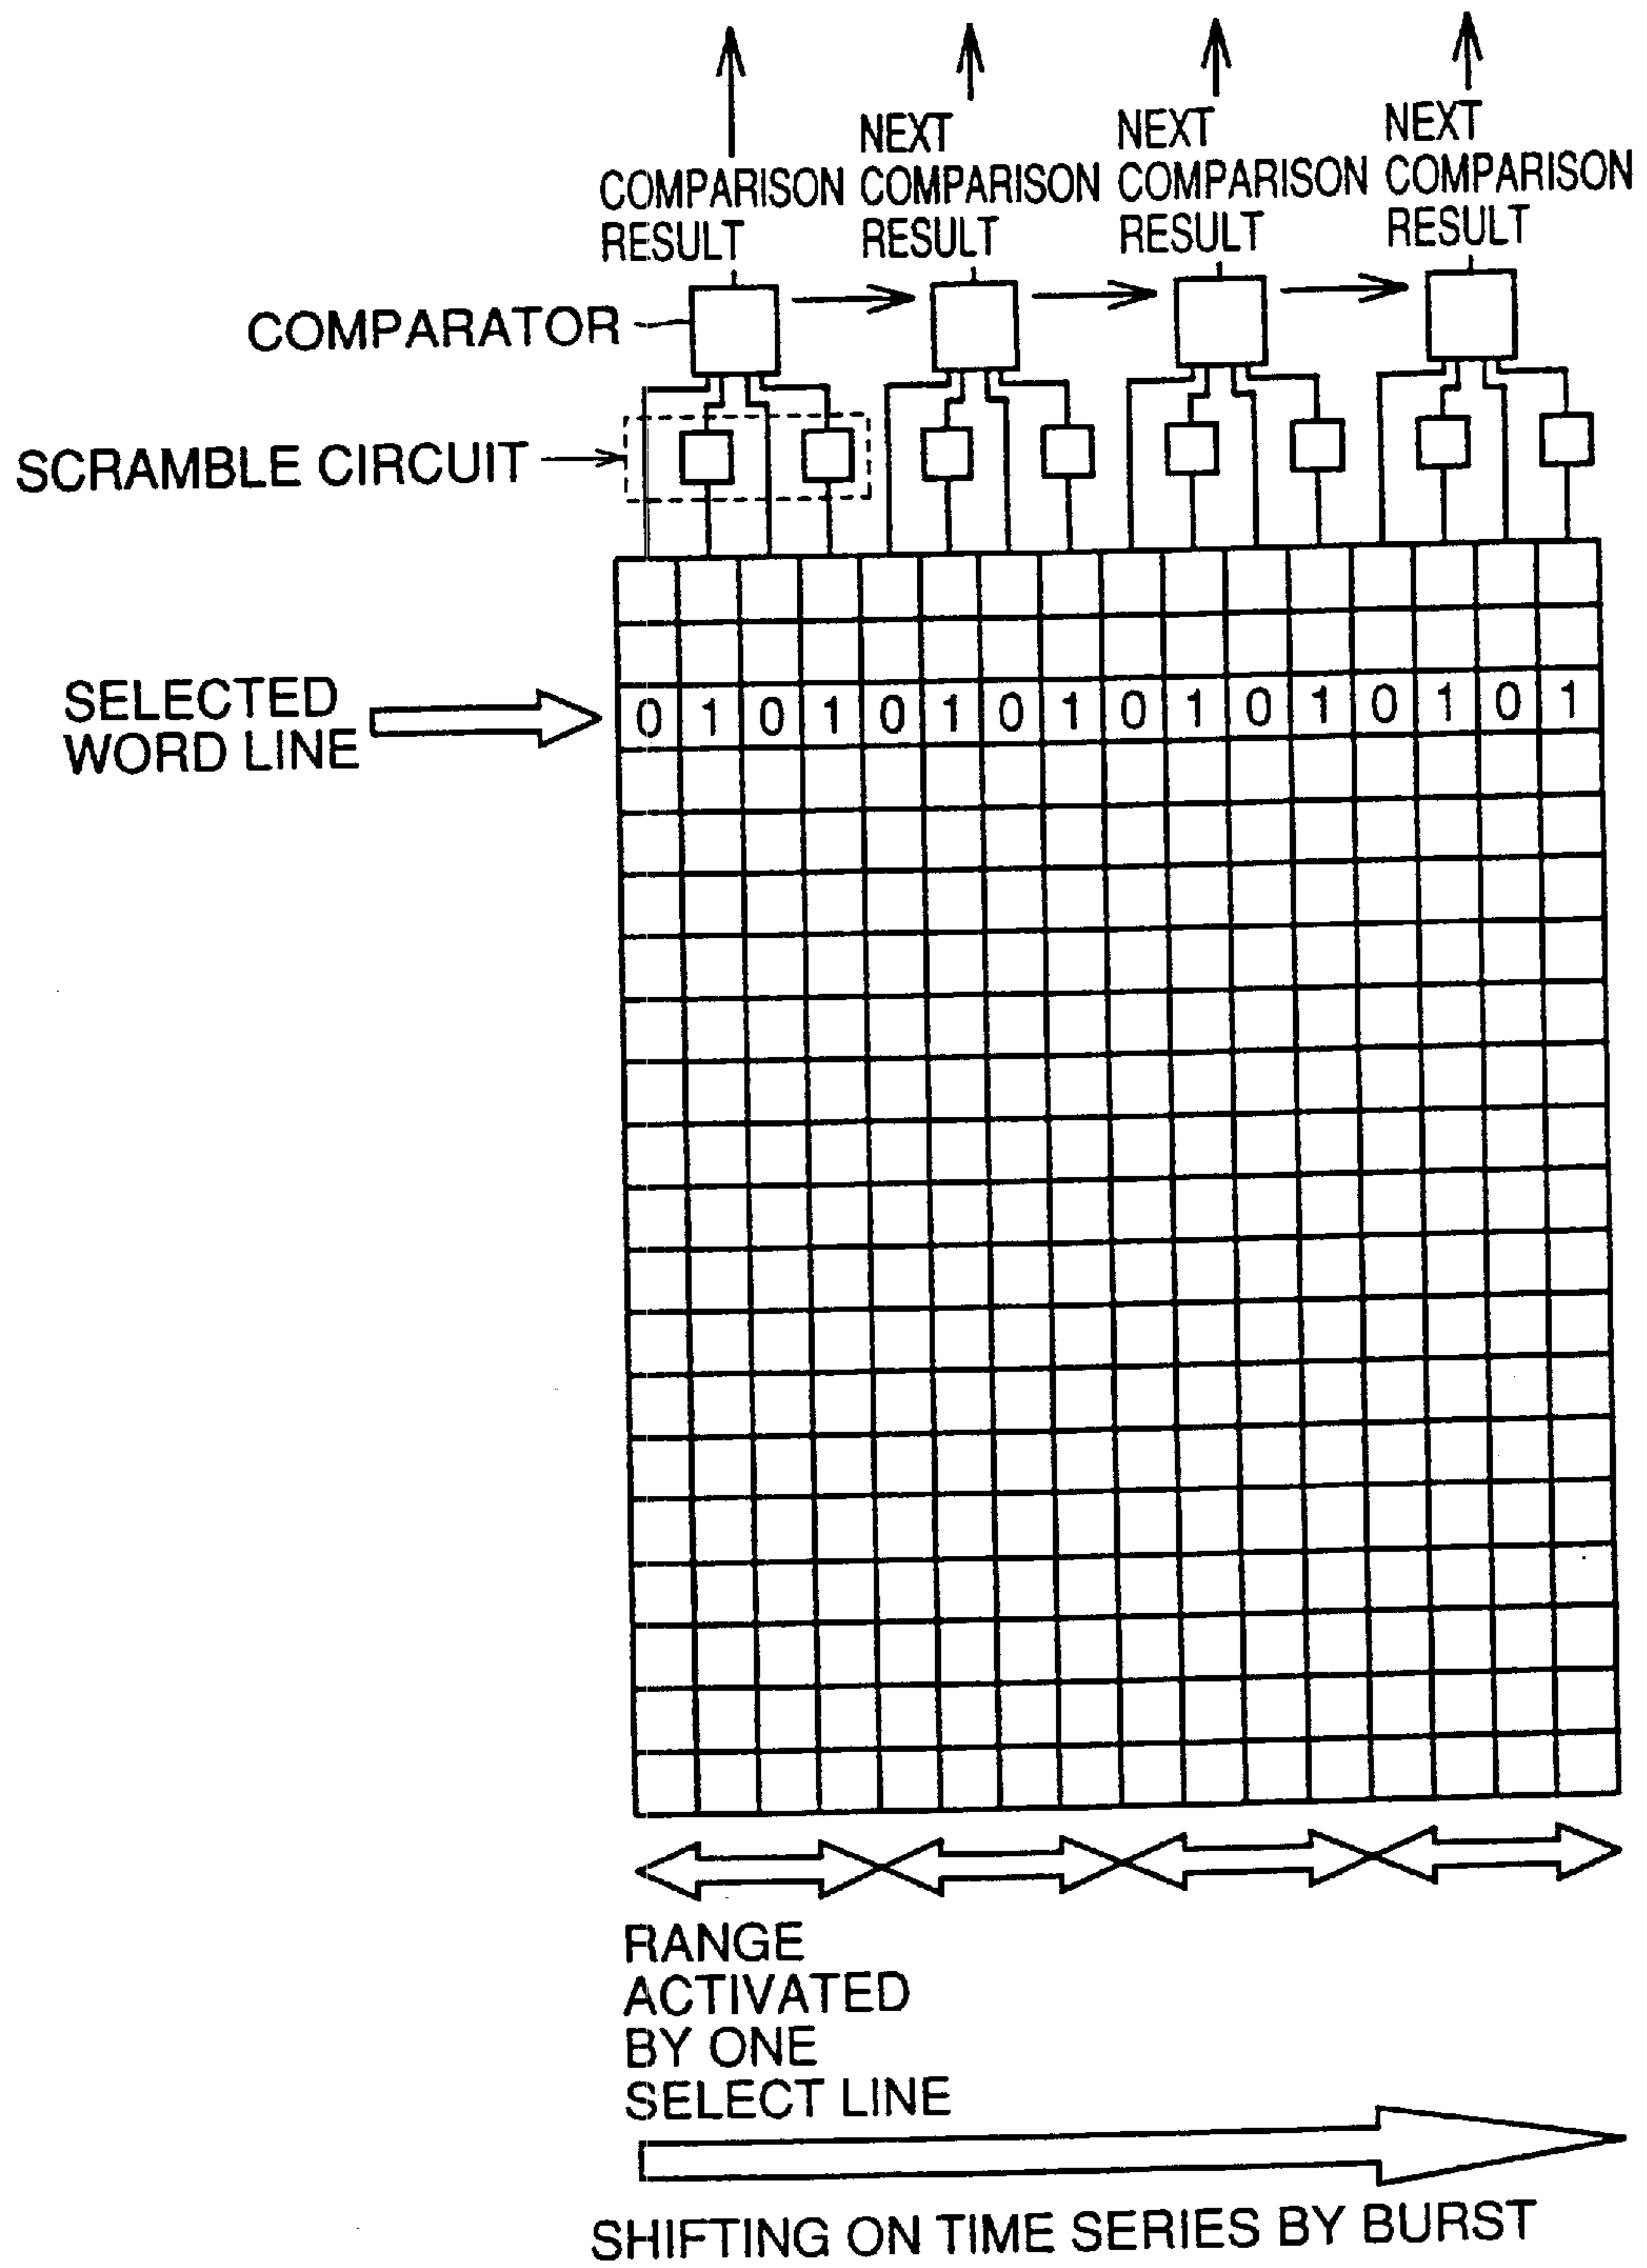 COMPARISON
RESULT
NEXT
COMPARISON
RESULT
NEXT
COMPARISON
RESULT
NEXT
COMPARISON
RESULT
COMPARATOR
SCRAMBLE CIRCUIT
SELECTED
WORD LINE
0 1 0 1 0 1 0 1 0 1 0 1 0 1 0 1
RANGE
ACTIVATED
BY ONE
SELECT LINE
SHIFTING ON TIME SERIES BY BURST